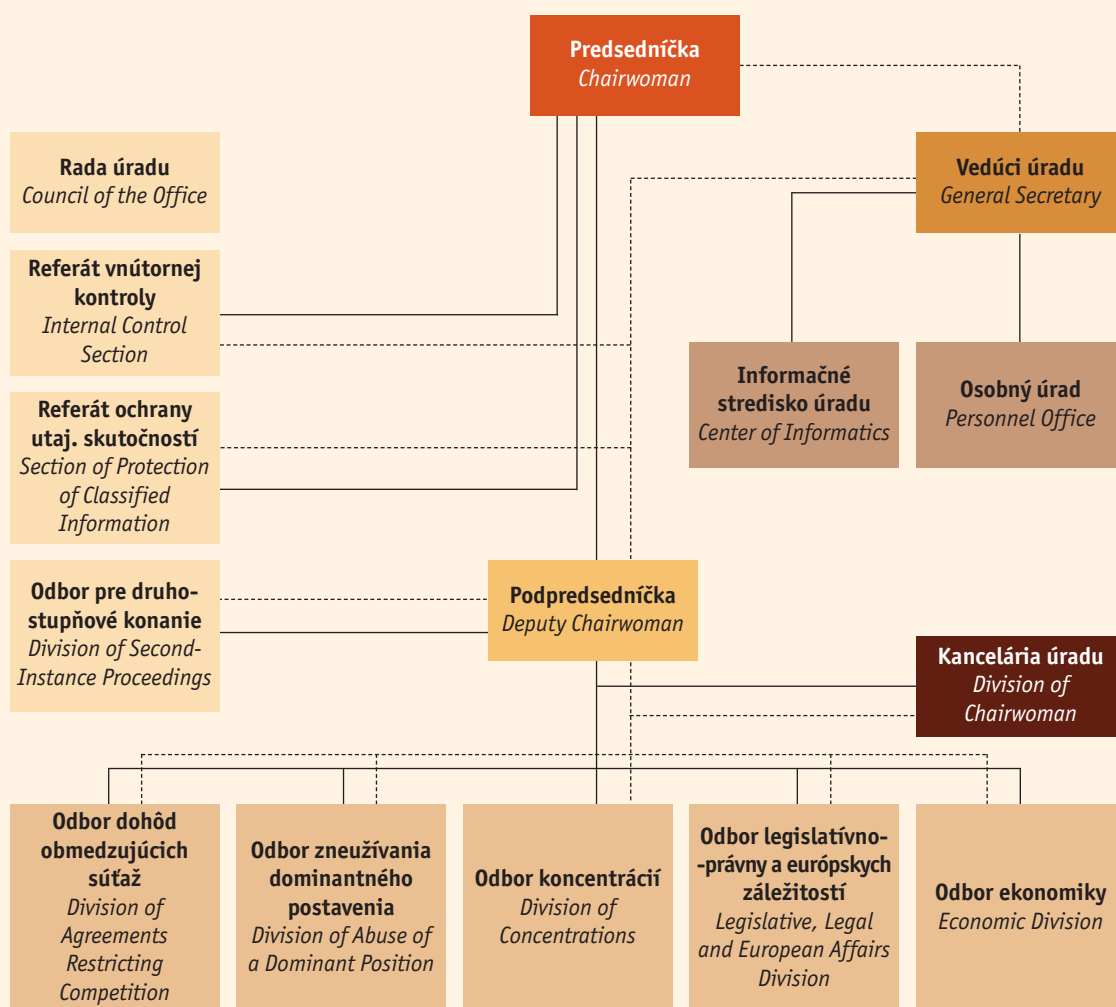 Predsedníčka
Chairwoman
Rada úradu
Council of the Office
Vedúci úradu
General Secretary
Referát vnútornej
kontroly
Internal Control
Section
Informačné
stredisko úradu
Center of Informatics
Osobný úrad
Personnel Office
Referát ochrany
utaj. skutočností
Section of Protection
of Classified
Information
Odbor pre druho-
stupňové konanie
Division of Second-
Instance Proceedings
Podpredsedníčka
Deputy Chairwoman
Kancelária úradu
Division of
Chairwoman
Odbor dohôd
obmedzujúcich
súťaž
Division of
Agreements
Restricting
Competition
Odbor zneužívania
dominantného
postavenia
Division of Abuse of
a Dominant Position
Odbor koncentrácií
Division of
Concentrations
Odbor legislatívno-
-právny a európskych
záležitostí
Legislative, Legal
and European Affairs
Division
Odbor ekonomiky
Economic Division